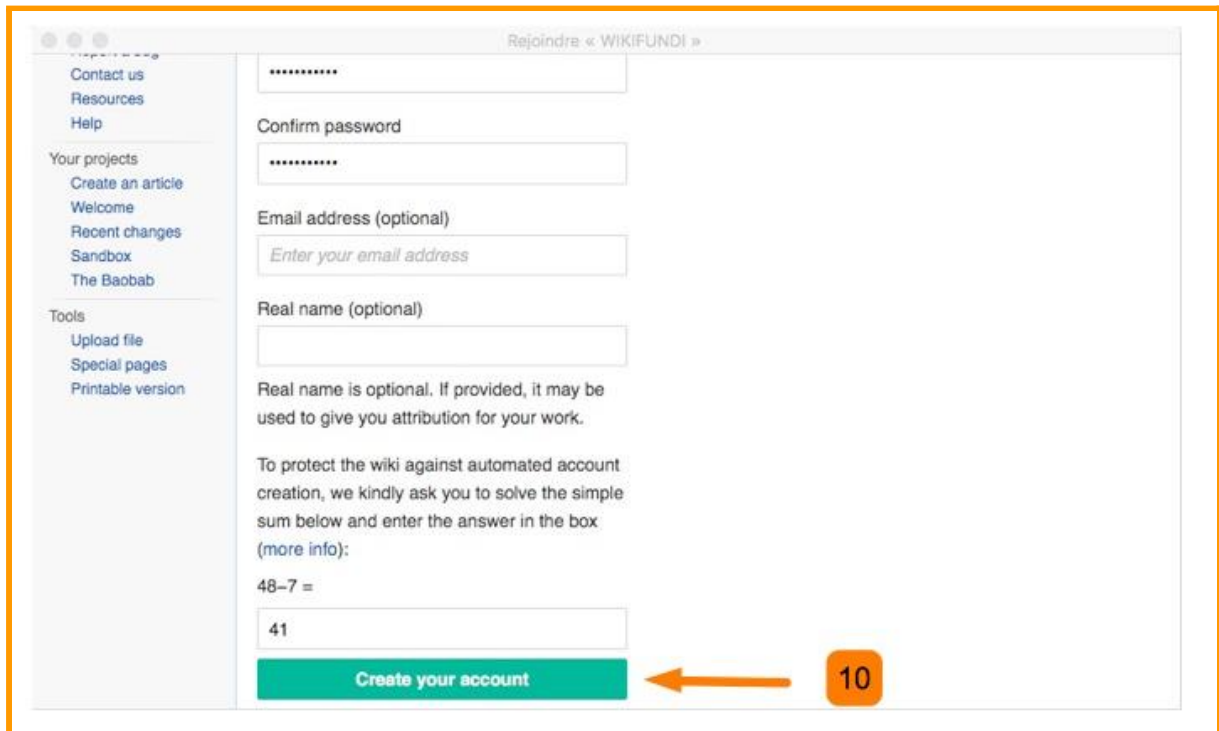 Rejoindre « WIKIFUNDI »
Contact us
Resources
Help
Your projects
Create an article
Welcome
Recent changes
Sandbox
The Baobab
Tools
Upload file
Special pages
Printable version
•••••••••••
Confirm password
•••••••••••
Email address (optional)
Enter your email address
Real name (optional)
Real name is optional. If provided, it may be
used to give you attribution for your work.
To protect the wiki against automated account
creation, we kindly ask you to solve the simple
sum below and enter the answer in the box
(more info):
48–7 =
41
Create your account
10